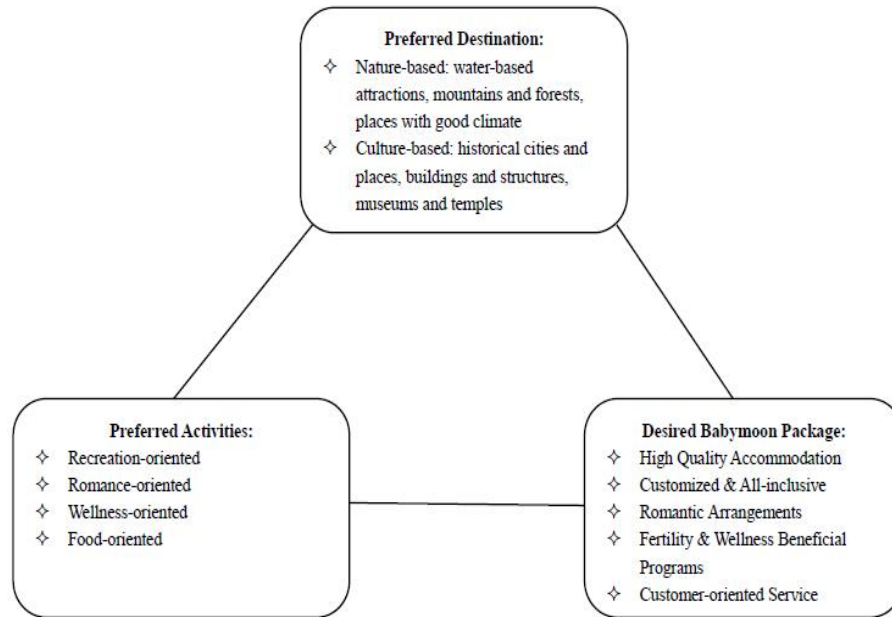 Preferred Destination:
✧ Nature-based: water-based
attractions, mountains and forests,
places with good climate
✧ Culture-based: historical cities and
places, buildings and structures,
museums and temples
Preferred Activities:
✧ Recreation-oriented
✧ Romance-oriented
✧ Wellness-oriented
✧ Food-oriented
Desired Babymoon Package:
✧ High Quality Accommodation
✧ Customized & All-inclusive
✧ Romantic Arrangements
✧ Fertility & Wellness Beneficial
Programs
✧ Customer-oriented Service